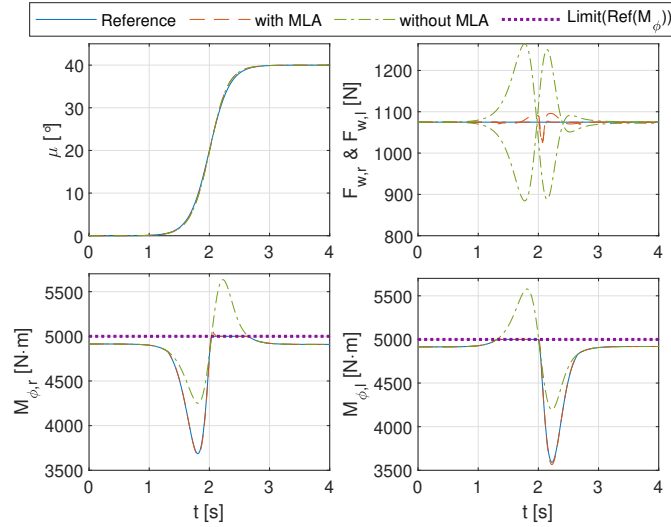 Reference with MLA without MLA Limit(Ref(M_ϕ))
40
30
20
10
0
μ [°]
0 1 2 3 4
1200
1100
1000
900
800
F_w,r & F_w,l [N]
0 1 2 3 4
5500
5000
4500
4000
3500
M_ϕ,r [N·m]
0 1 2 3 4
t [s]
5500
5000
4500
4000
3500
M_ϕ,l [N·m]
0 1 2 3 4
t [s]